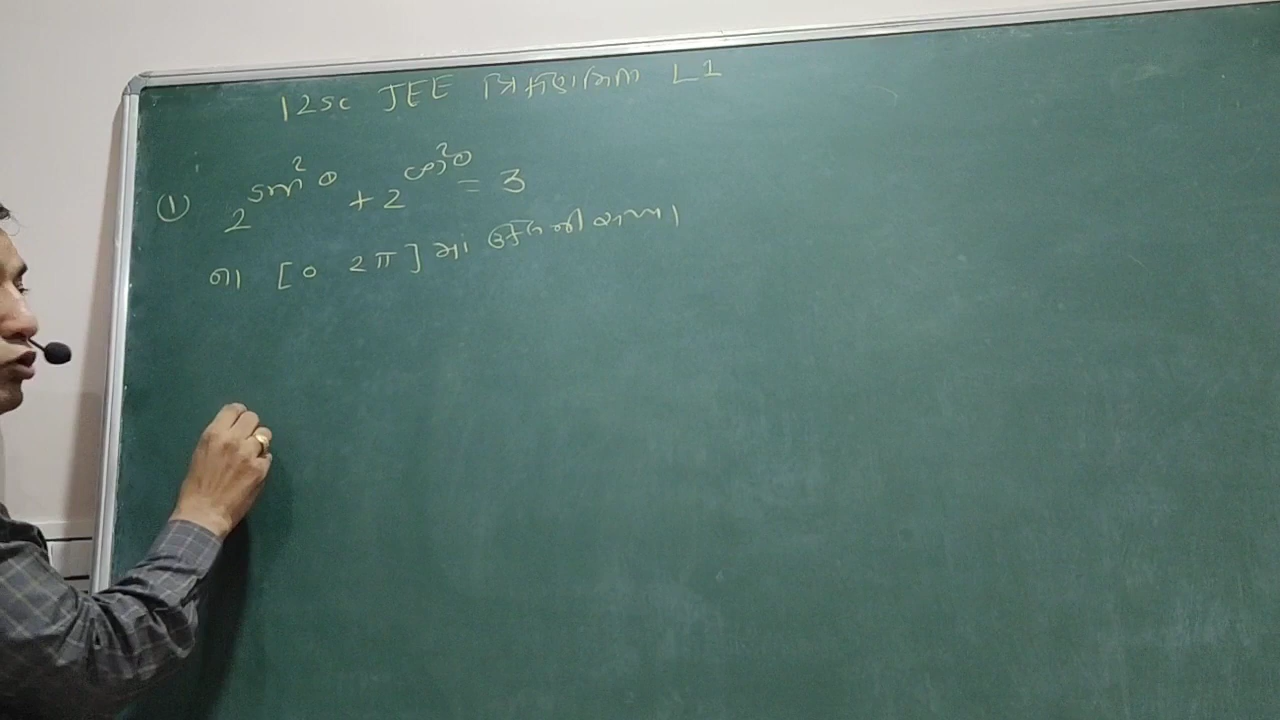 12sc JEE ત્રિકોણમિતિ L1
① 2^{sin²θ} + 2^{cos²θ} = 3
ના [0 2π] માં ઉકેલની સંખ્યા